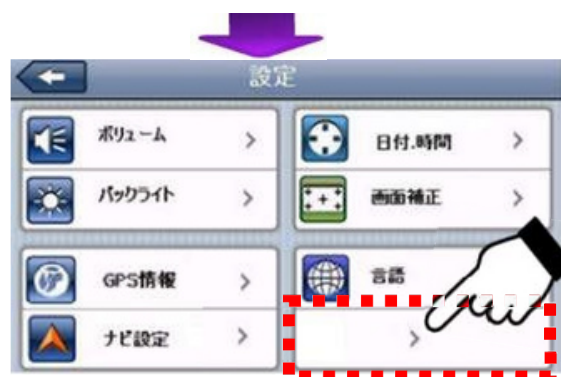 設定
ボリューム
日付.時間
バックライト
画面補正
GPS情報
言語
ナビ設定